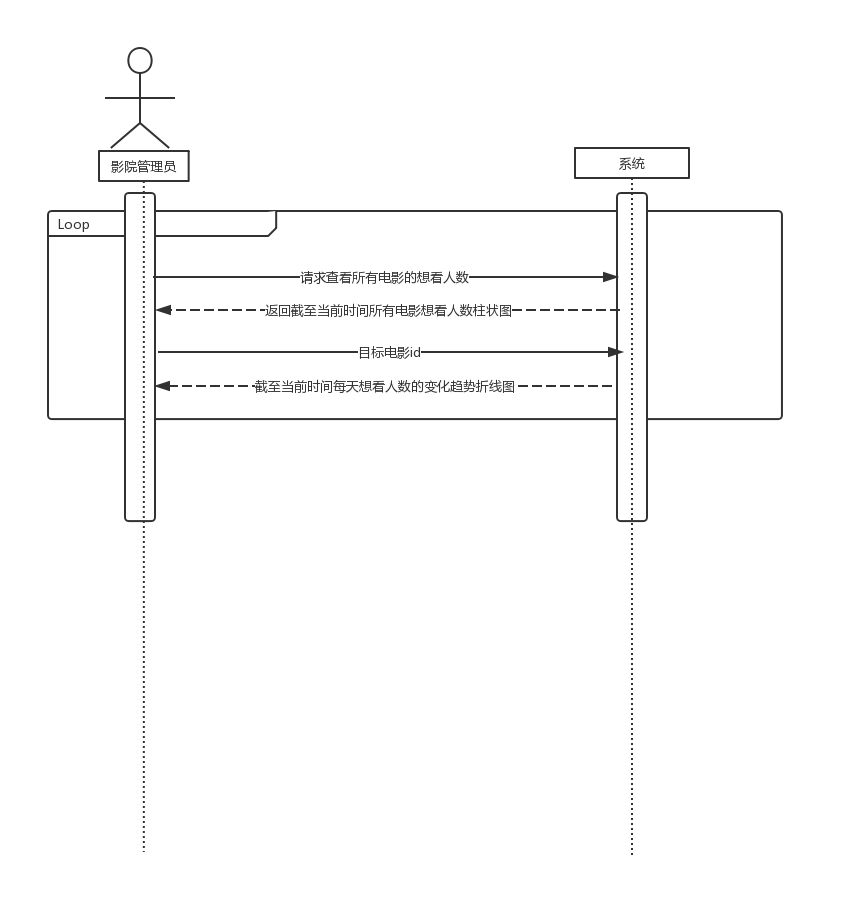 影院管理员
系统
Loop
请求查看所有电影的想看人数
返回截至当前时间所有电影想看人数柱状图
目标电影id
截至当前时间每天想看人数的变化趋势折线图